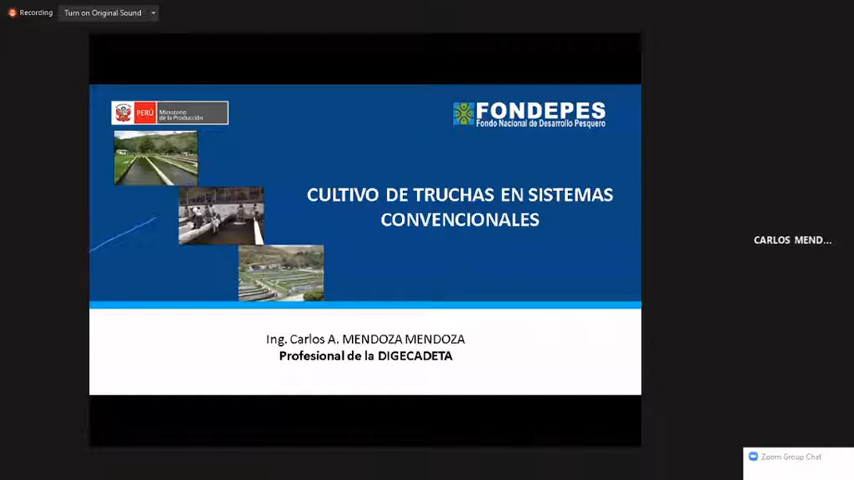 Recording
Turn on Original Sound
PERÚ
Ministerio
de la Producción
FONDEPES
Fondo Nacional de Desarrollo Pesquero
CULTIVO DE TRUCHAS EN SISTEMAS
CONVENCIONALES
CARLOS MEND...
Ing. Carlos A. MENDOZA MENDOZA
Profesional de la DIGECADETA
Zoom Group Chat